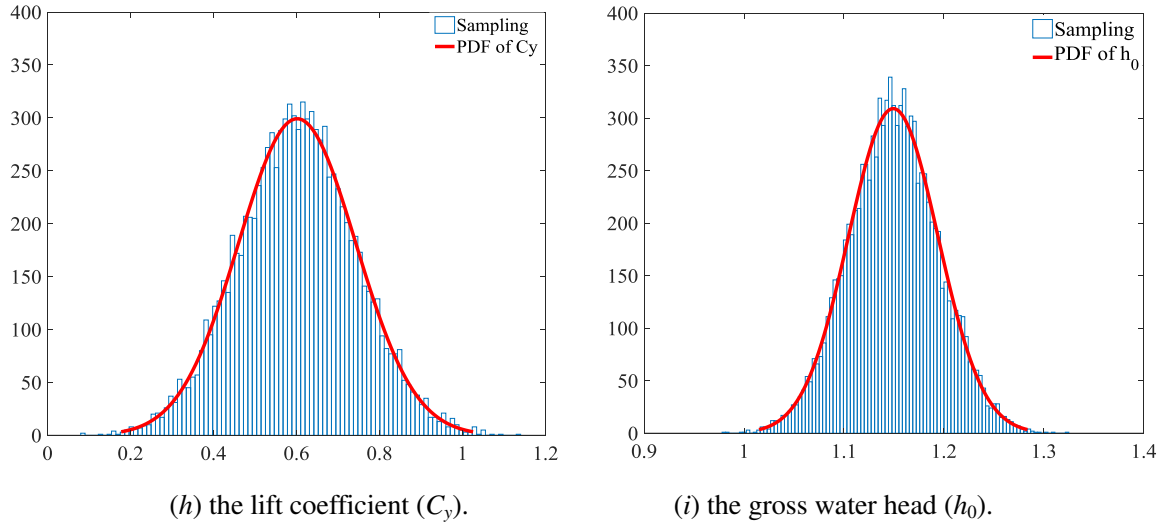 400
350
300
250
200
150
100
50
0
0 0.2 0.4 0.6 0.8 1 1.2
Sampling
PDF of Cy
(h) the lift coefficient (Cy).
400
350
300
250
200
150
100
50
0
0.9 1 1.1 1.2 1.3 1.4
Sampling
PDF of h0
(i) the gross water head (h0).